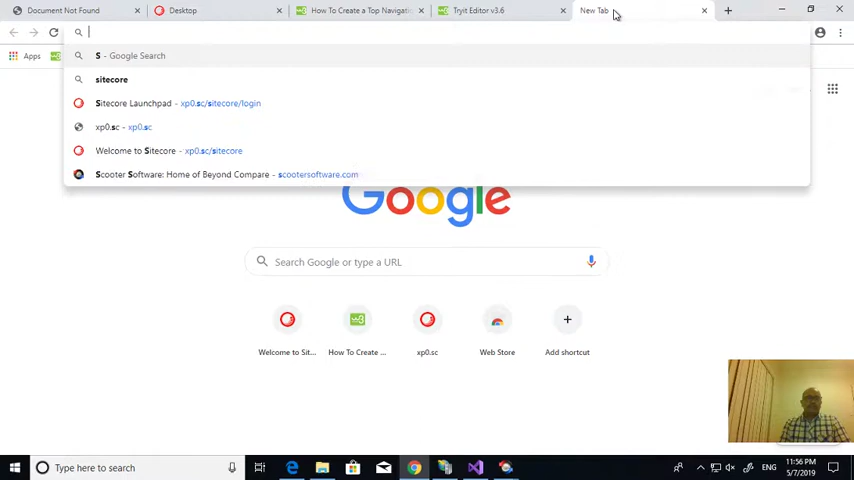 Document Not Found
Desktop
How To Create a Top Navigatio
Tryit Editor v3.6
New Tab
Apps
S - Google Search
sitecore
Sitecore Launchpad - xp0.sc/sitecore/login
xp0.sc - xp0.sc
Welcome to Sitecore - xp0.sc/sitecore
Scooter Software: Home of Beyond Compare - scootersoftware.com
Google
Search Google or type a URL
Welcome to Sit...
How To Create ...
xp0.sc
Web Store
Add shortcut
Type here to search
ENG
11:56 PM
5/7/2019